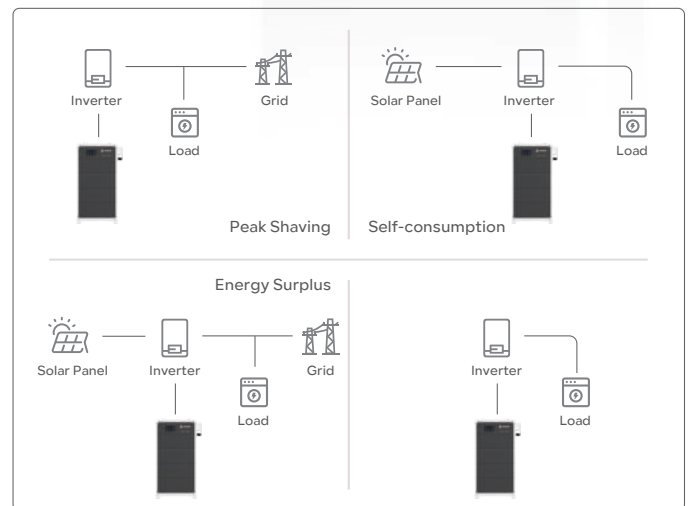 Inverter
Grid
Load
Peak Shaving
Solar Panel
Inverter
Load
Self-consumption
Energy Surplus
Solar Panel
Inverter
Grid
Load
Inverter
Load